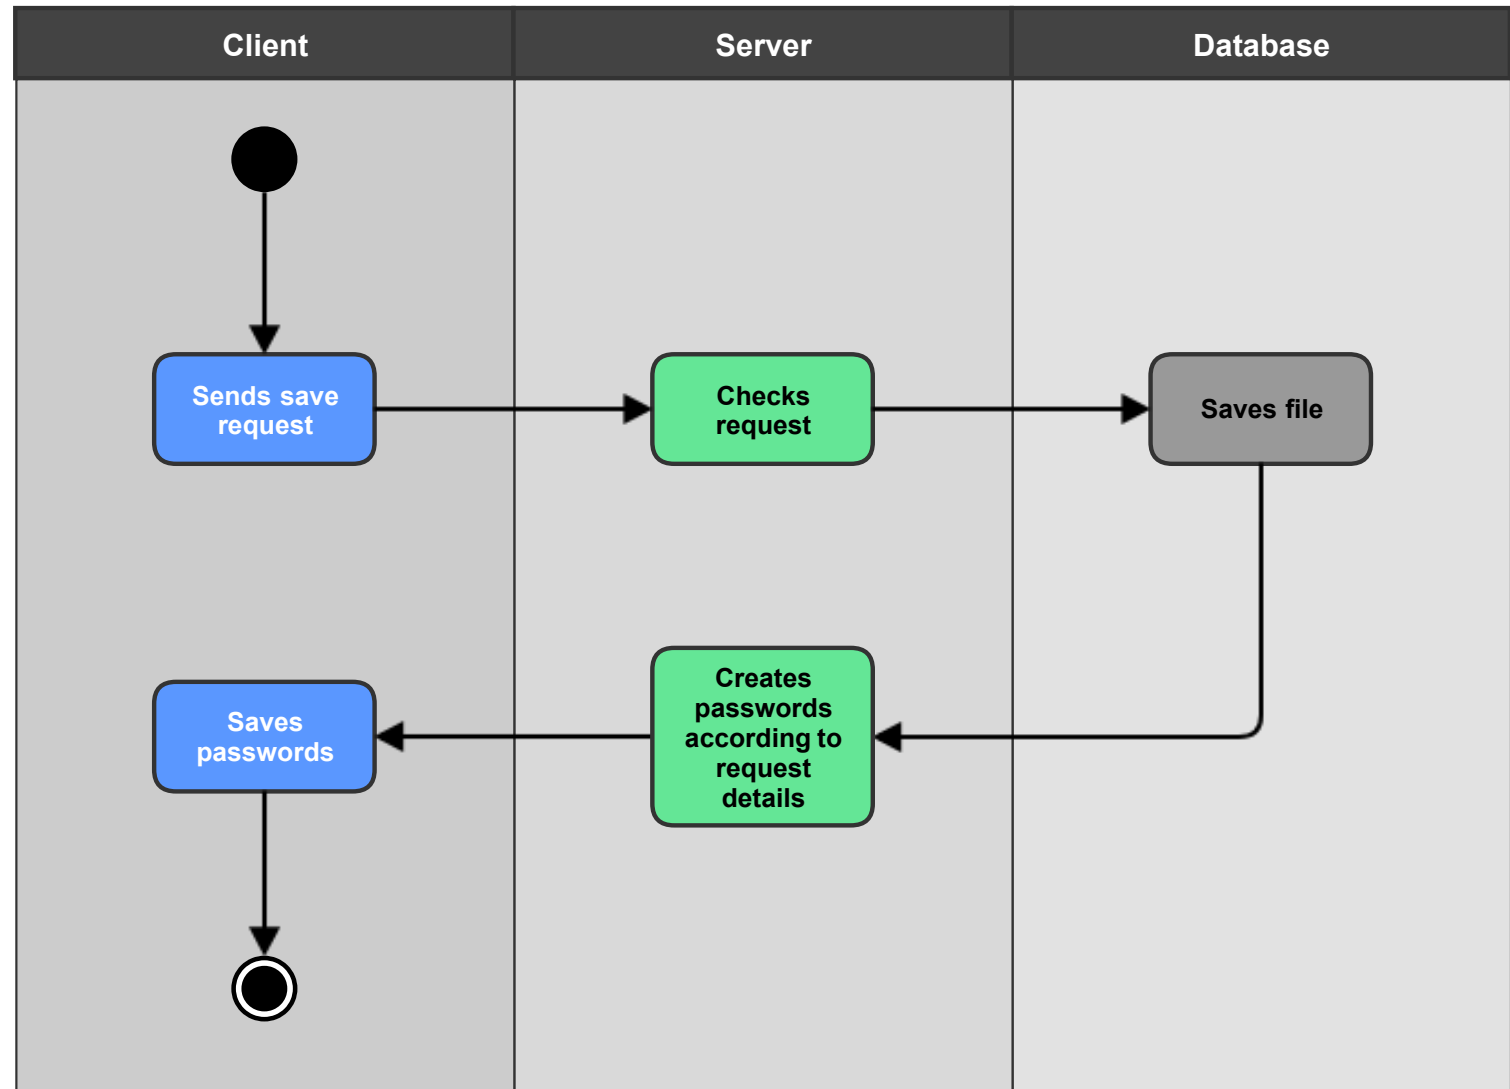 Client
Server
Database
Sends save
request
Checks
request
Saves file
Saves
passwords
Creates
passwords
according to
request
details